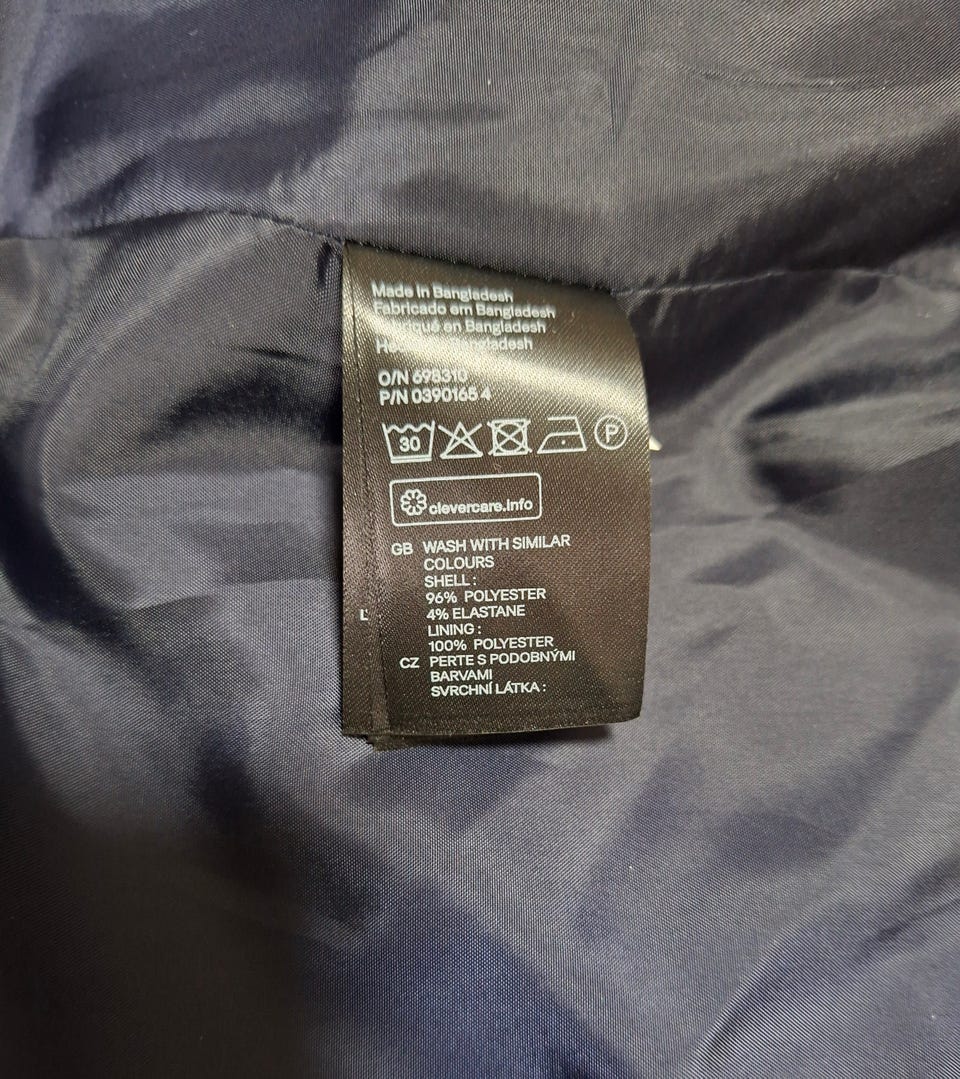 Made in Bangladesh
Fabricado em Bangladesh
Fabriqué en Bangladesh
Bangladesh
O/N 698310
P/N 0390165 4
30 P
clevercare.info
GB WASH WITH SIMILAR
COLOURS
SHELL :
96% POLYESTER
4% ELASTANE
LINING :
100% POLYESTER
CZ PERTE S PODOBNÝMI
BARVAMI
SVRCHNÍ LÁTKA :